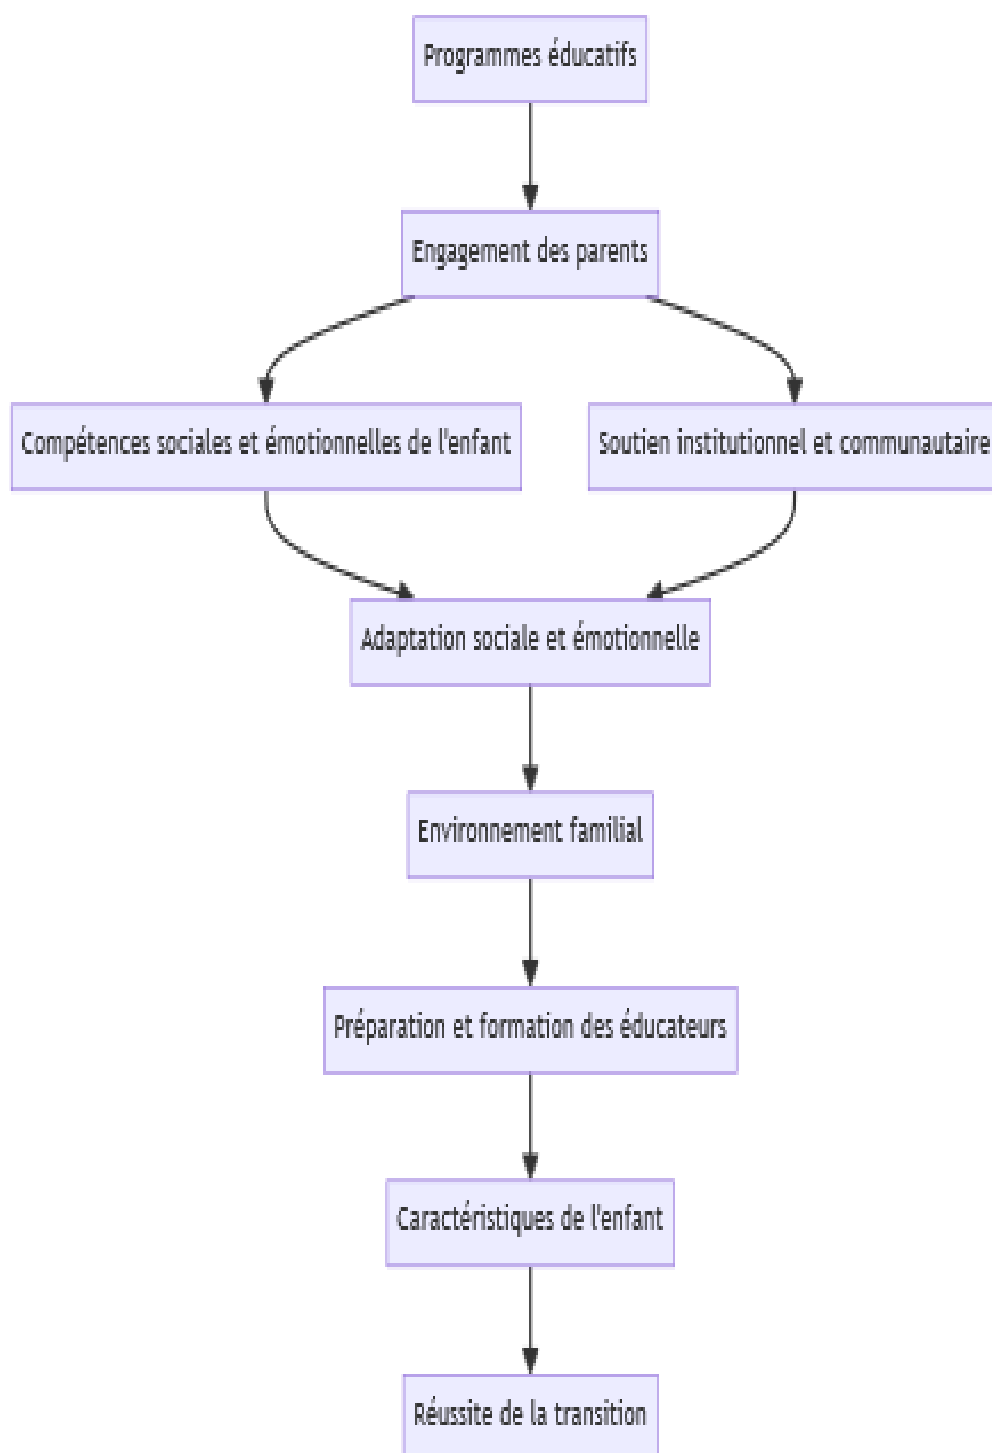 Programmes éducatifs
Engagement des parents
Compétences sociales et émotionnelles de l'enfant
Soutien institutionnel et communautaire
Adaptation sociale et émotionnelle
Environnement familial
Préparation et formation des éducateurs
Caractéristiques de l'enfant
Réussite de la transition